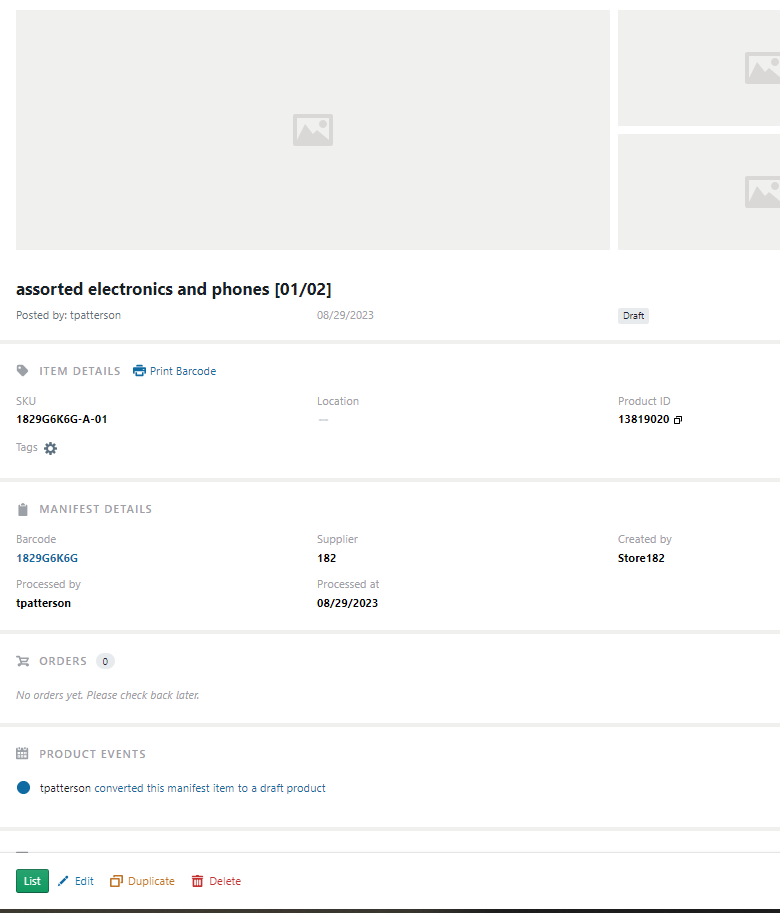 assorted electronics and phones [01/02]
Posted by: tpatterson 08/29/2023 Draft
ITEM DETAILS Print Barcode
SKU Location Product ID
1829G6K6G-A-01 — 13819020
Tags
MANIFEST DETAILS
Barcode Supplier Created by
1829G6K6G 182 Store182
Processed by Processed at
tpatterson 08/29/2023
ORDERS 0
No orders yet. Please check back later.
PRODUCT EVENTS
tpatterson converted this manifest item to a draft product
List Edit Duplicate Delete